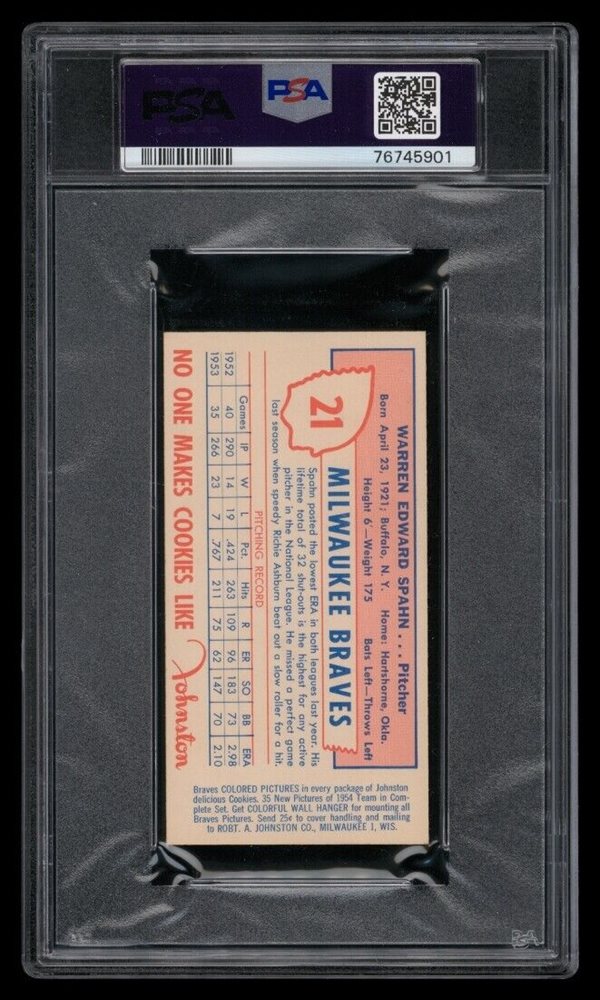 PSA
PSA
76745901
WARREN EDWARD SPAHN . . . Pitcher
Born April 23, 1921; Buffalo, N. Y. Home: Hartshorne, Okla.
Height 6'—Weight 175 Bats Left—Throws Left
21
MILWAUKEE BRAVES
Spahn posted the lowest ERA in both leagues last year. His
lifetime total of 32 shut-outs is the highest for any active
pitcher in the National League. He missed a perfect game
last season when speedy Richie Ashburn beat out a slow roller for a hit.
PITCHING RECORD
Games IP W L Pct. Hits R ER SO BB ERA
1952 40 290 14 19 .424 263 109 96 183 73 2.98
1953 35 266 23 7 .767 211 75 62 147 70 2.10
NO ONE MAKES COOKIES LIKE Johnston
Braves COLORED PICTURES in every package of Johnston
delicious Cookies. 35 New Pictures of 1954 Team in Com-
plete Set. Get COLORFUL WALL HANGER for mounting all
Braves Pictures. Send 25¢ to cover handling and mailing
to ROBT. A. JOHNSTON CO., MILWAUKEE 1, WIS.
PSA